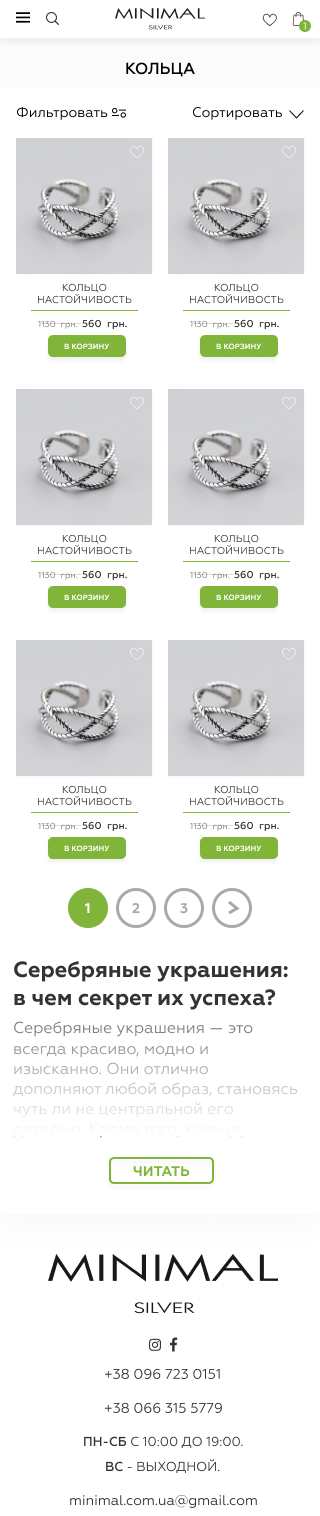 MINIMAL
SILVER
1
КОЛЬЦА
Фильтровать
Сортировать
КОЛЬЦО
НАСТОЙЧИВОСТЬ
1130 грн. 560 грн.
В КОРЗИНУ
КОЛЬЦО
НАСТОЙЧИВОСТЬ
1130 грн. 560 грн.
В КОРЗИНУ
КОЛЬЦО
НАСТОЙЧИВОСТЬ
1130 грн. 560 грн.
В КОРЗИНУ
КОЛЬЦО
НАСТОЙЧИВОСТЬ
1130 грн. 560 грн.
В КОРЗИНУ
КОЛЬЦО
НАСТОЙЧИВОСТЬ
1130 грн. 560 грн.
В КОРЗИНУ
КОЛЬЦО
НАСТОЙЧИВОСТЬ
1130 грн. 560 грн.
В КОРЗИНУ
1 2 3
Серебряные украшения:
в чем секрет их успеха?
Серебряные украшения — это
всегда красиво, модно и
изысканно. Они отлично
дополняют любой образ, становясь
чуть ли не центральной его
деталью. Кроме того, кольца,
ЧИТАТЬ
MINIMAL
SILVER
+38 096 723 0151
+38 066 315 5779
ПН-СБ С 10:00 ДО 19:00.
ВС - ВЫХОДНОЙ.
minimal.com.ua@gmail.com